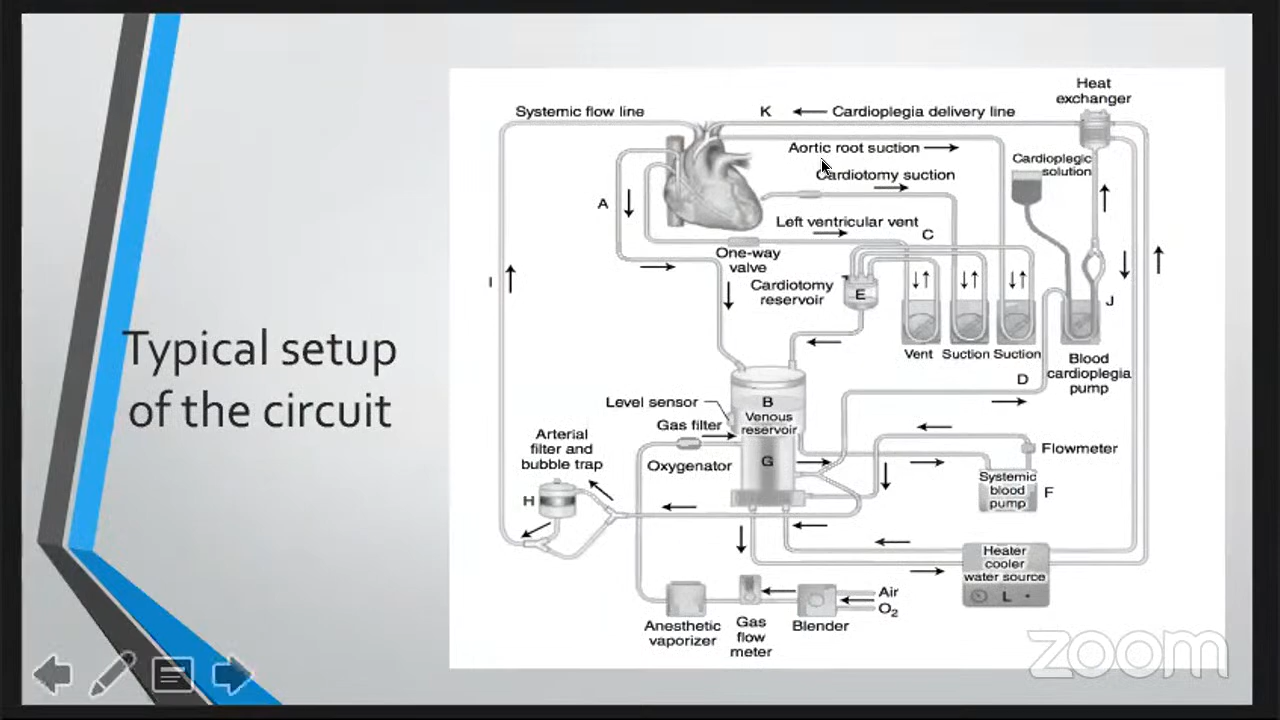 Typical setup
of the circuit
Heat
exchanger
Systemic flow line
K
Cardioplegia delivery line
Aortic root suction
Cardioplegic
solution
Cardiotomy suction
A
Left ventricular vent
C
One-way
valve
I
Cardiotomy
reservoir
E
J
Vent
Suction
Suction
Blood
cardioplegia
pump
D
B
Venous
reservoir
Level sensor
Gas filter
Arterial
filter and
bubble trap
Oxygenator
G
Flowmeter
H
Systemic
blood
pump
F
Heater
cooler
water source
L
Air
O₂
Anesthetic
vaporizer
Gas
flow
meter
Blender
zoom